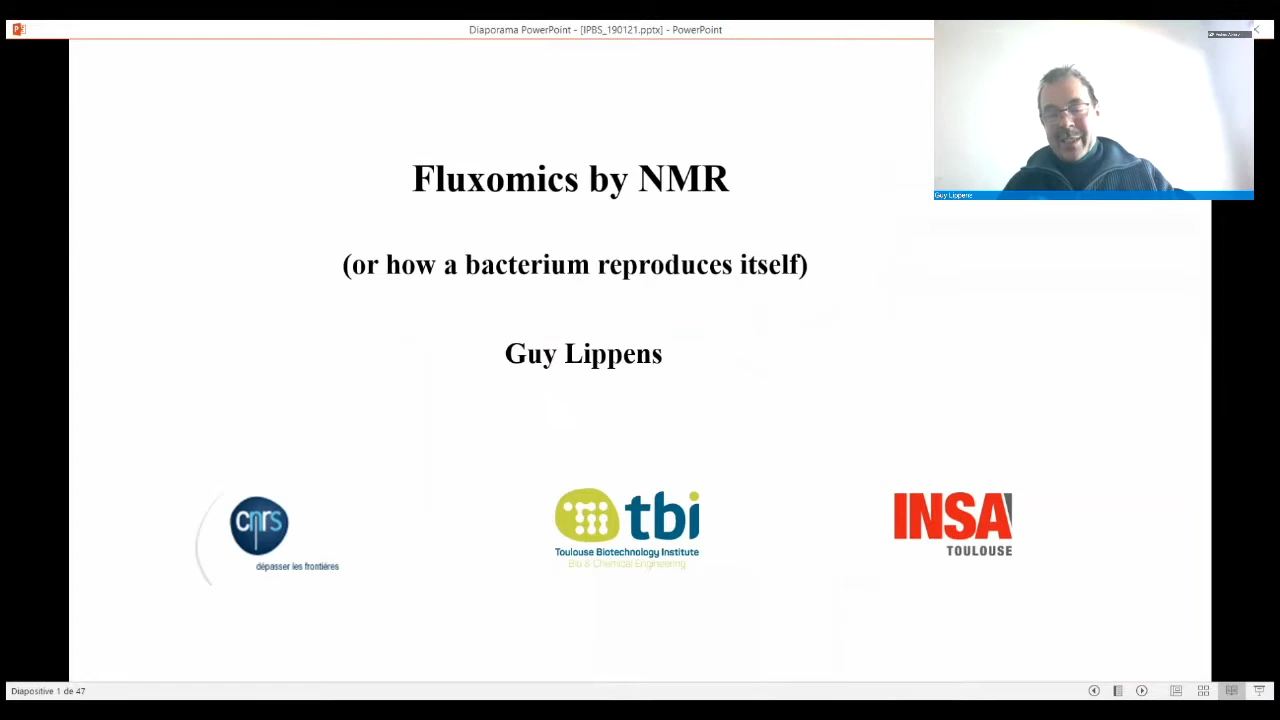 Diaporama PowerPoint - [IPBS_190121.pptx] - PowerPoint
Guy Lippens
Fluxomics by NMR
(or how a bacterium reproduces itself)
Guy Lippens
cnrs
dépasser les frontières
tbi
Toulouse Biotechnology Institute
Bio & Chemical Engineering
INSA
TOULOUSE
Diapositive 1 de 47